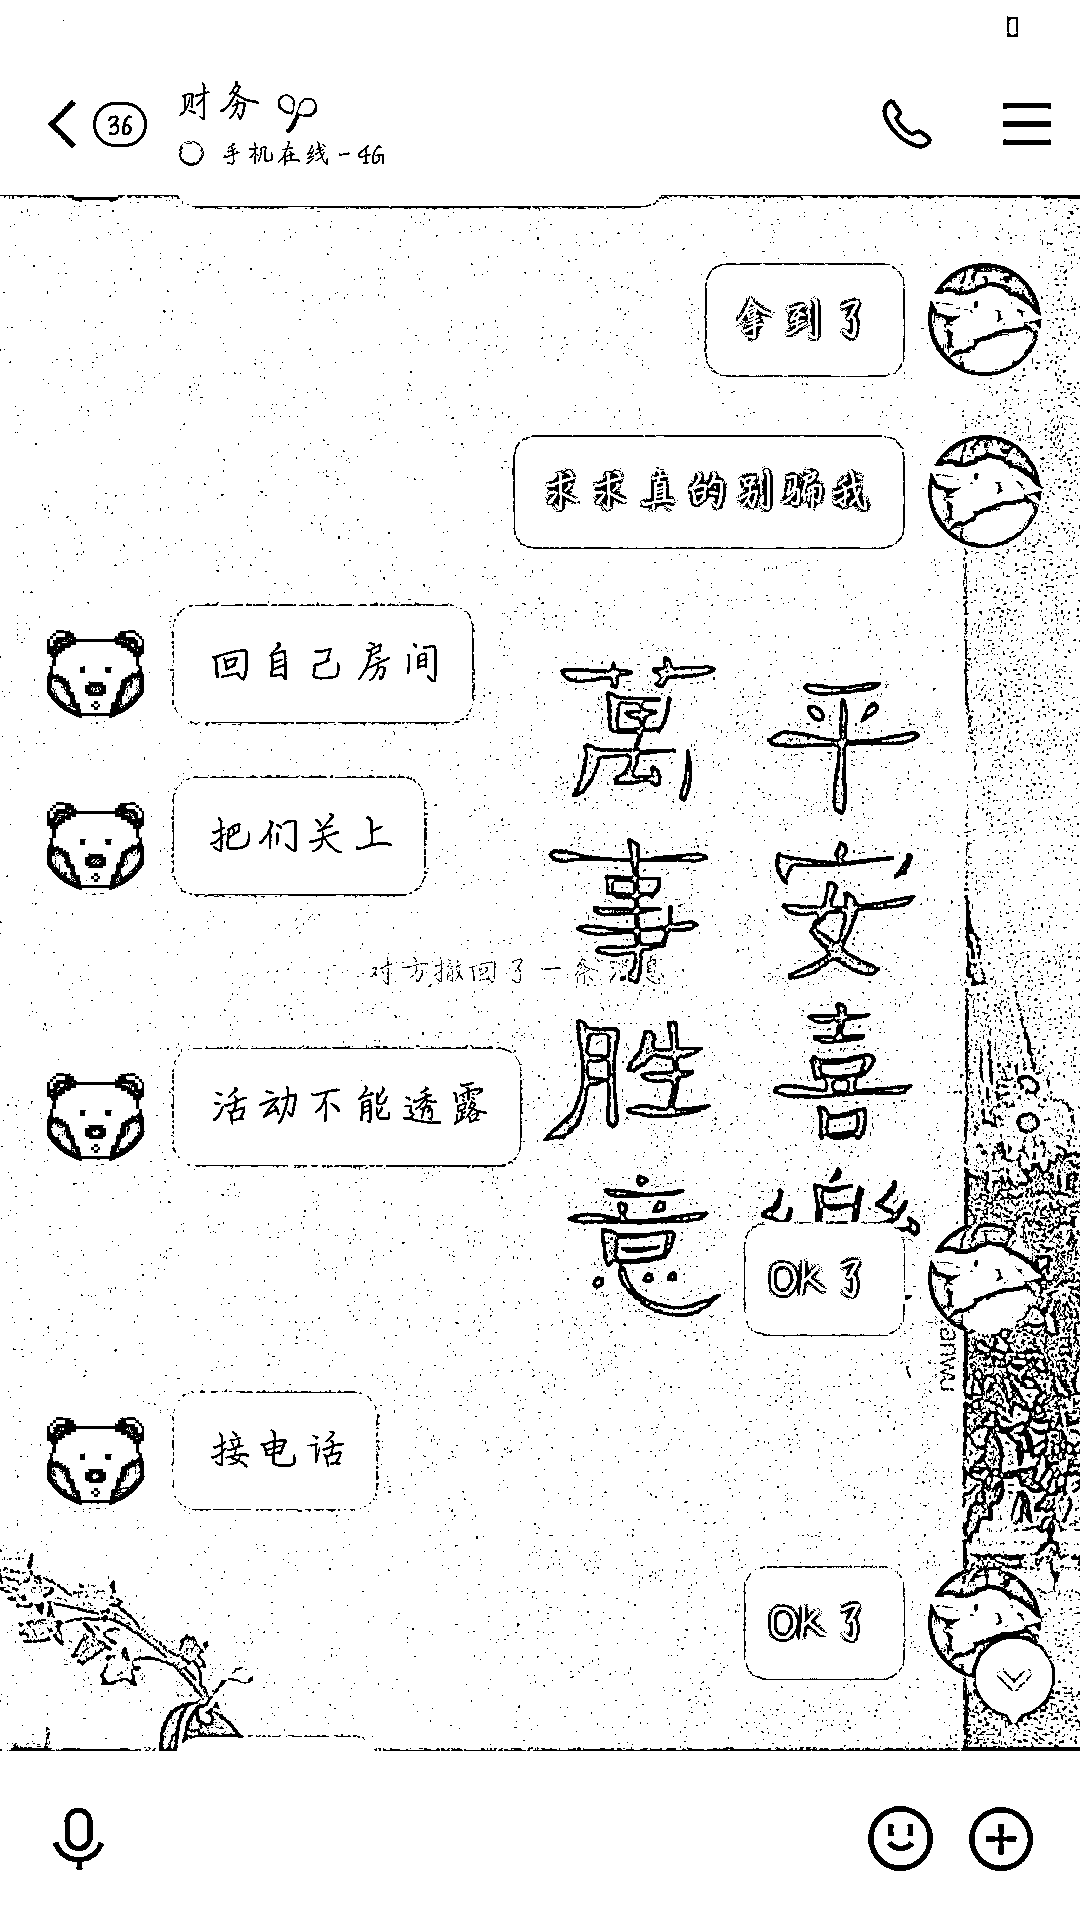 36
财务
手机在线-4G
拿到了
求求真的别骗我
回自己房间
把们关上
对方撤回了一条消息
活动不能透露
OK了
接电话
OK了
平安喜乐
萬事胜意
anwu